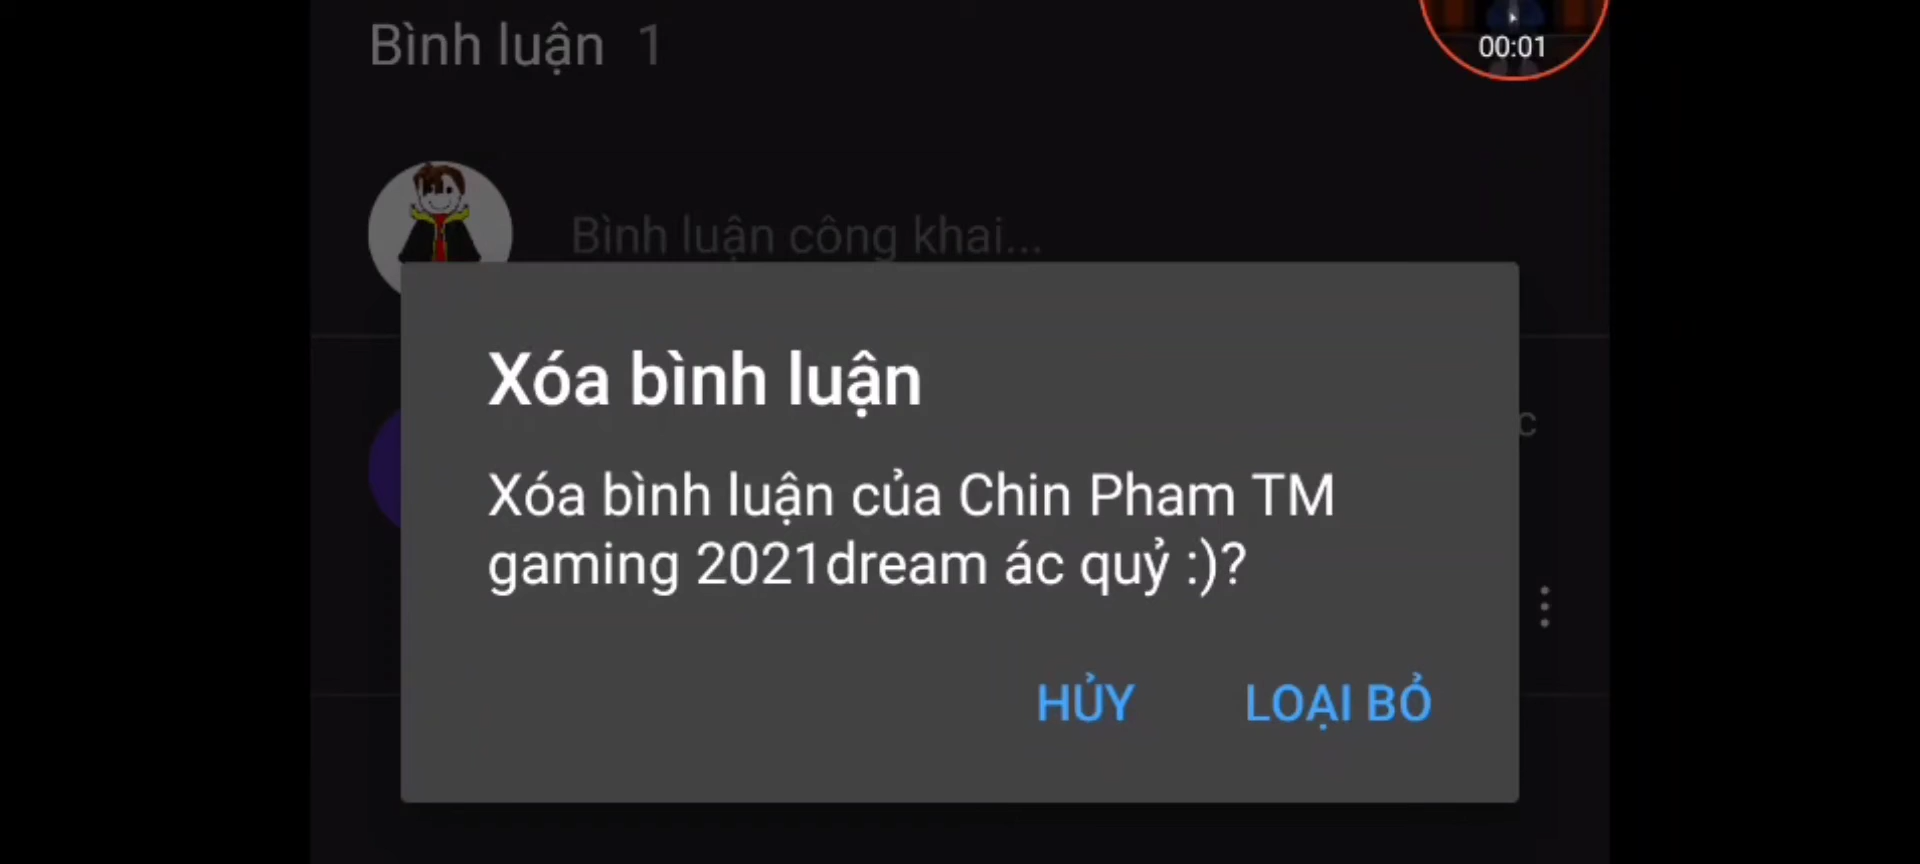 Bình luận 1
00:01
Bình luận công khai...
Xóa bình luận
Xóa bình luận của Chin Pham TM
gaming 2021dream ác quỷ :)?
HỦY LOẠI BỎ